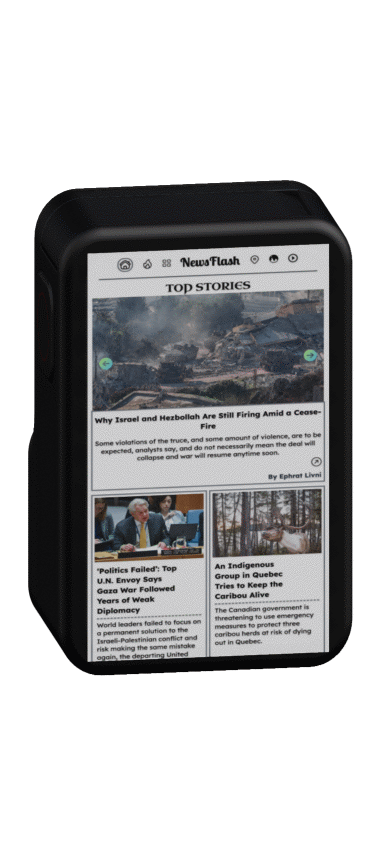 NewsFlash
TOP STORIES
Why Israel and Hezbollah Are Still Firing Amid a Cease-
Fire
Some violations of the truce, and some amount of violence, are to be
expected, analysts say, and do not necessarily mean the deal will
collapse and war will resume anytime soon.
By Ephrat Livni
'Politics Failed': Top
U.N. Envoy Says
Gaza War Followed
Years of Weak
Diplomacy
World leaders failed to focus on
a permanent solution to the
Israeli-Palestinian conflict and
risk making the same mistake
again, the departing United
An Indigenous
Group in Quebec
Tries to Keep the
Caribou Alive
The Canadian government is
threatening to use emergency
measures to protect three
caribou herds at risk of dying
out in Quebec.